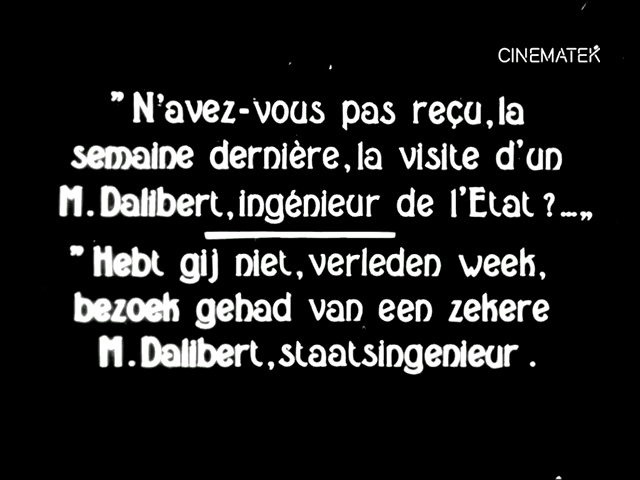 CINEMATEK
"N'avez-vous pas reçu, la
semaine dernière, la visite d'un
M. Dalibert, ingénieur de l'Etat ?...„
"Hebt gij niet, verleden week,
bezoek gehad van een zekere
M. Dalibert, staatsingenieur .